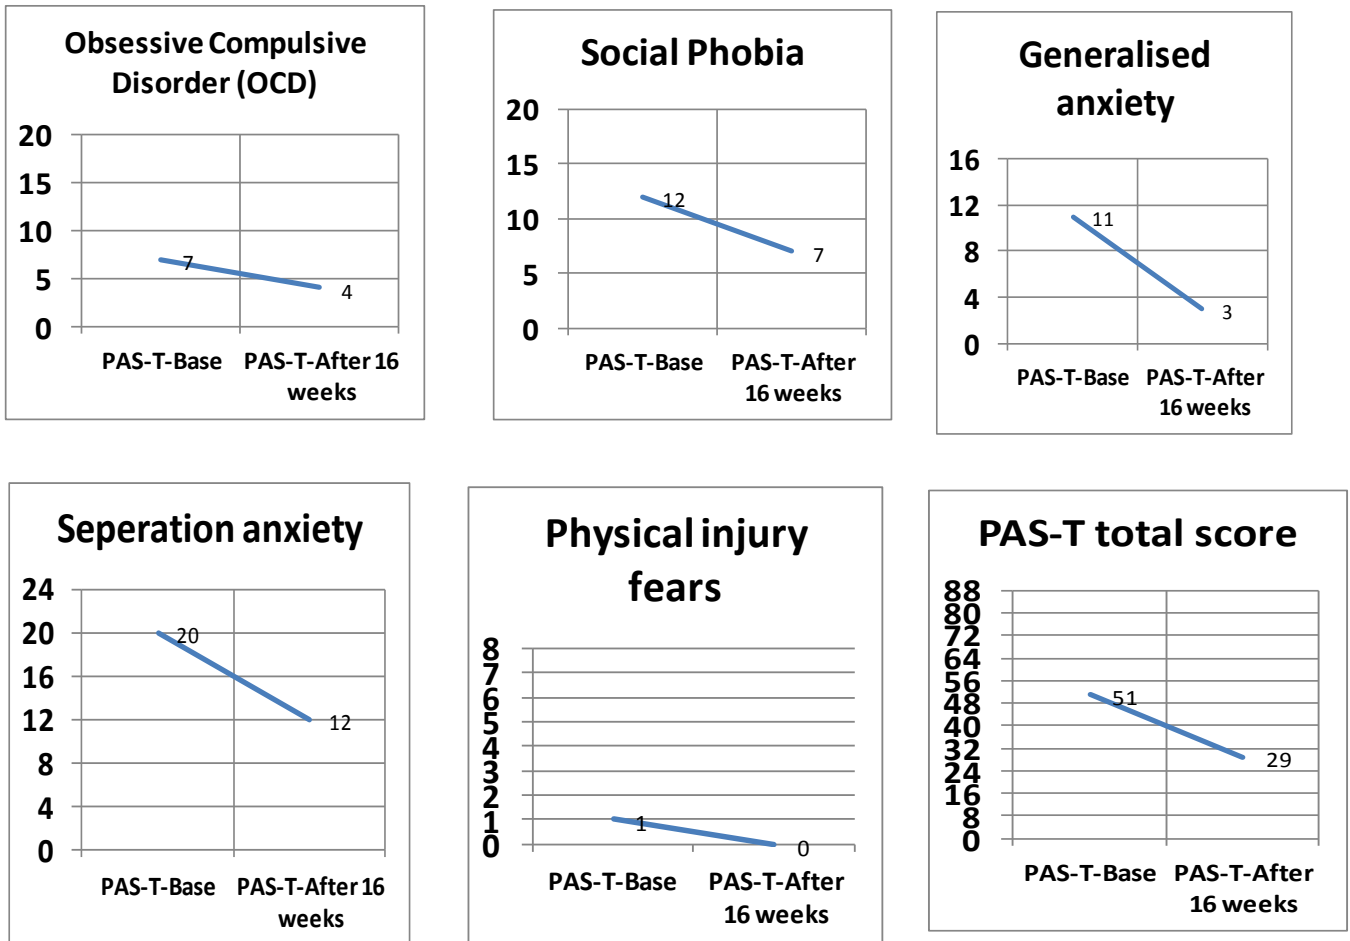 Obsessive Compulsive
Disorder (OCD)
20
15
10
5
0
7
4
PAS-T-Base
PAS-T-After 16
weeks
Social Phobia
20
15
10
5
0
12
7
PAS-T-Base
PAS-T-After
16 weeks
Generalised
anxiety
16
12
8
4
0
11
3
PAS-T-Base
PAS-T-After
16 weeks
Seperation anxiety
24
20
16
12
8
4
0
20
12
PAS-T-Base
PAS-T-After 16
weeks
Physical injury
fears
8
7
6
5
4
3
2
1
0
1
0
PAS-T-Base
PAS-T-After
16 weeks
PAS-T total score
88
80
72
64
56
48
40
32
24
16
8
0
51
29
PAS-T-Base
PAS-T-After
16 weeks